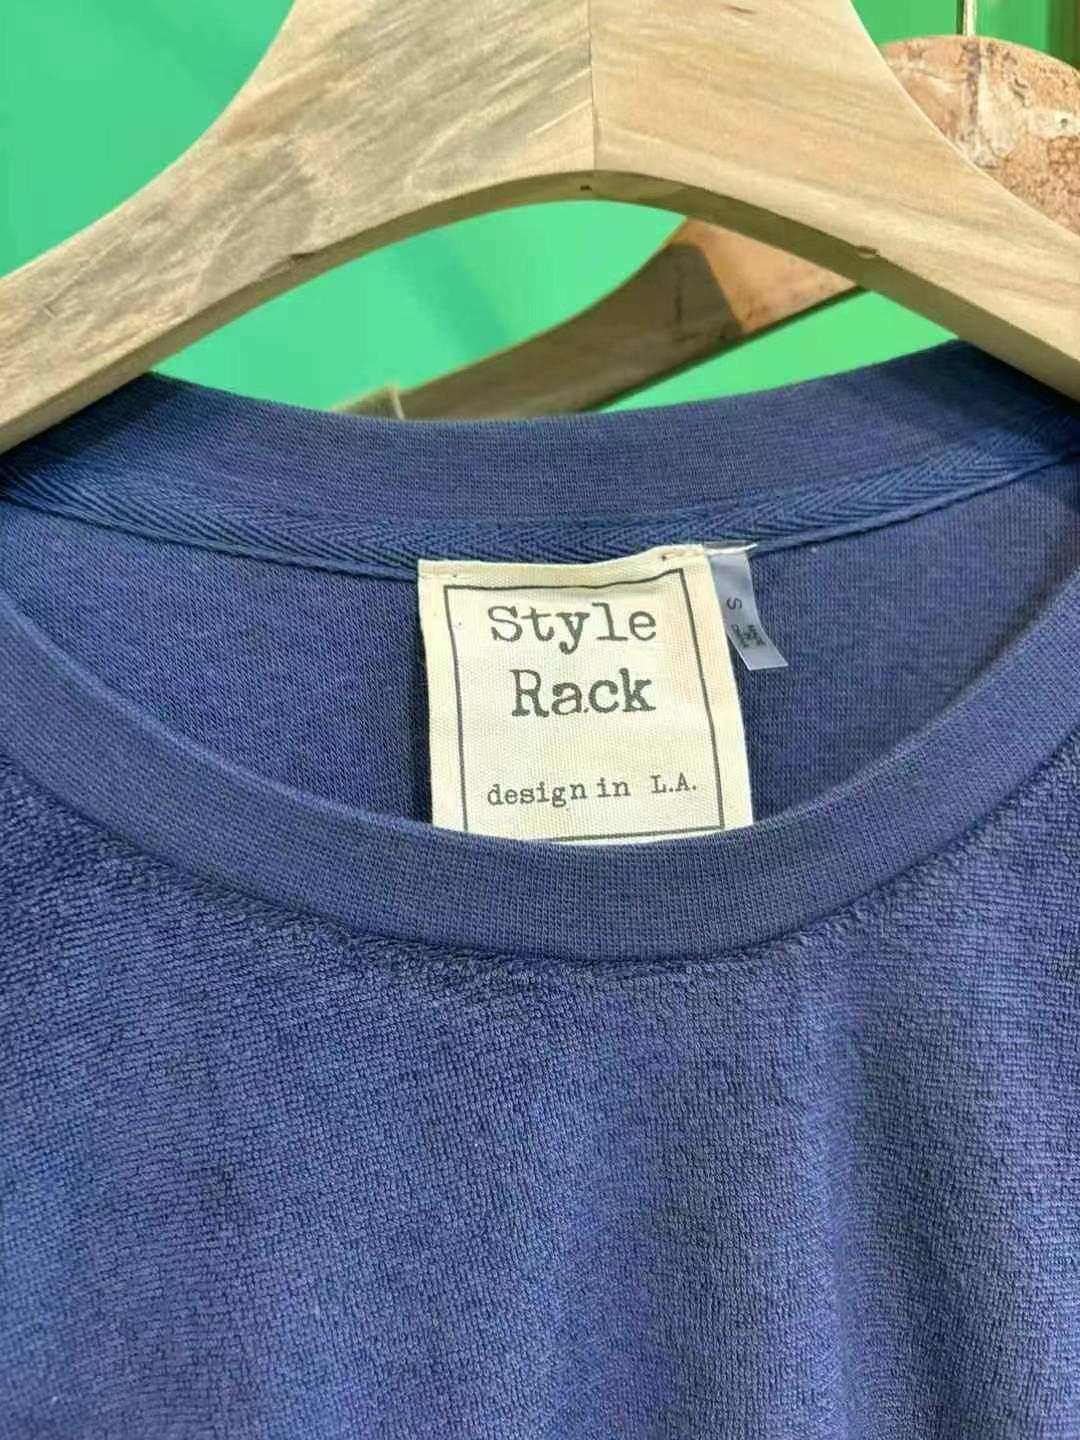 Style
Rack
design in L.A.
S